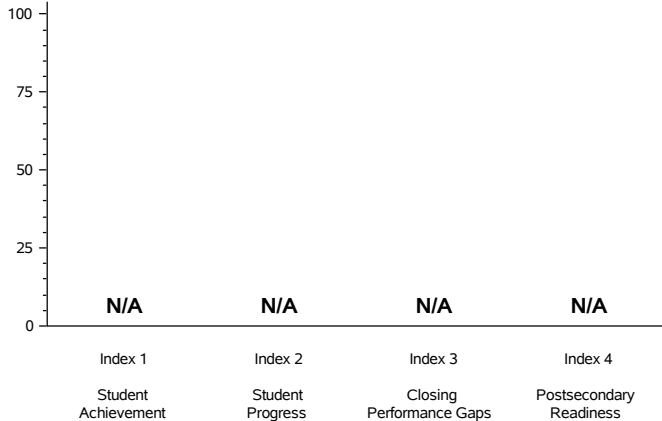 100
75
50
25
0
N/A N/A N/A N/A
Index 1 Index 2 Index 3 Index 4
Student Student Closing Postsecondary
Achievement Progress Performance Gaps Readiness